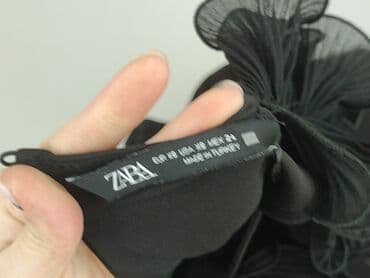 ZARA
EUR XS USA XS MEX 24
MADE IN TURKEY